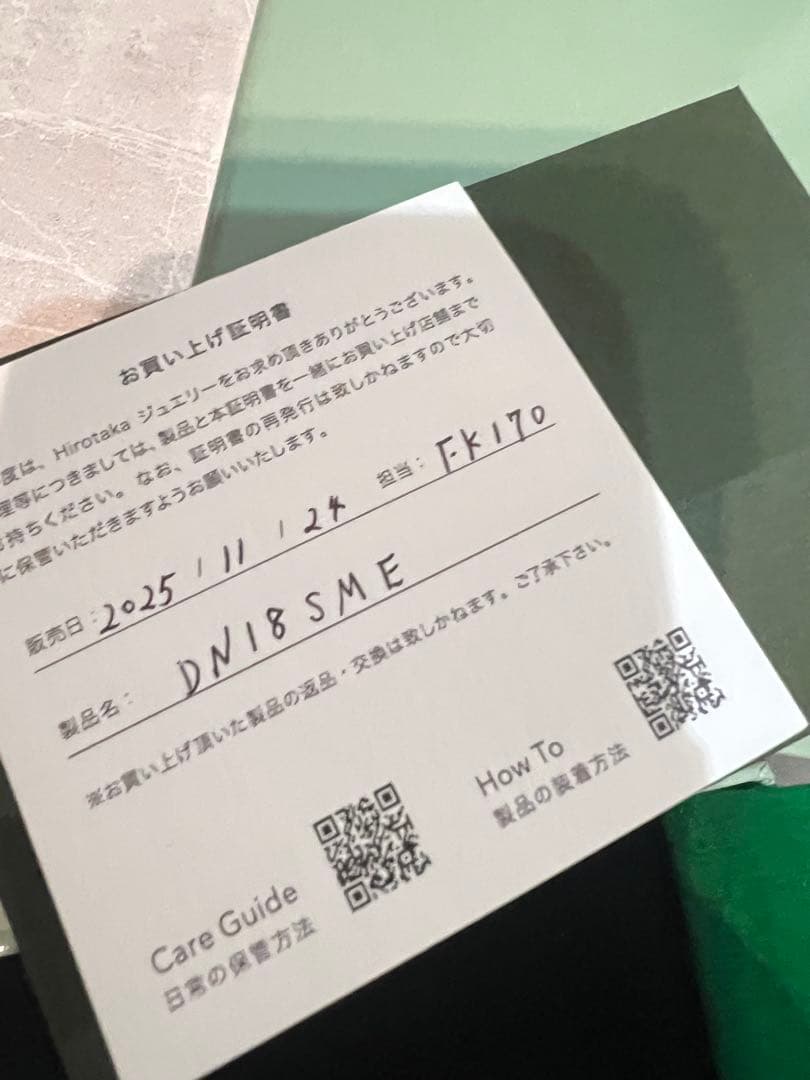 お買い上げ証明書
度は、Hirotaka ジュエリーをお求め頂きありがとうございます。
理等につきましては、製品と本証明書を一緒にお買い上げ店舗まで
お持ちください。なお、証明書の再発行は致しかねますので大切
に保管いただきますようお願いいたします。
販売日：2025 / 11 / 24 担当：FK170
製品名： DN18SME
※お買い上げ頂いた製品の返品・交換は致しかねます。ご了承下さい。
How To
製品の装着方法
Care Guide
日常の保管方法